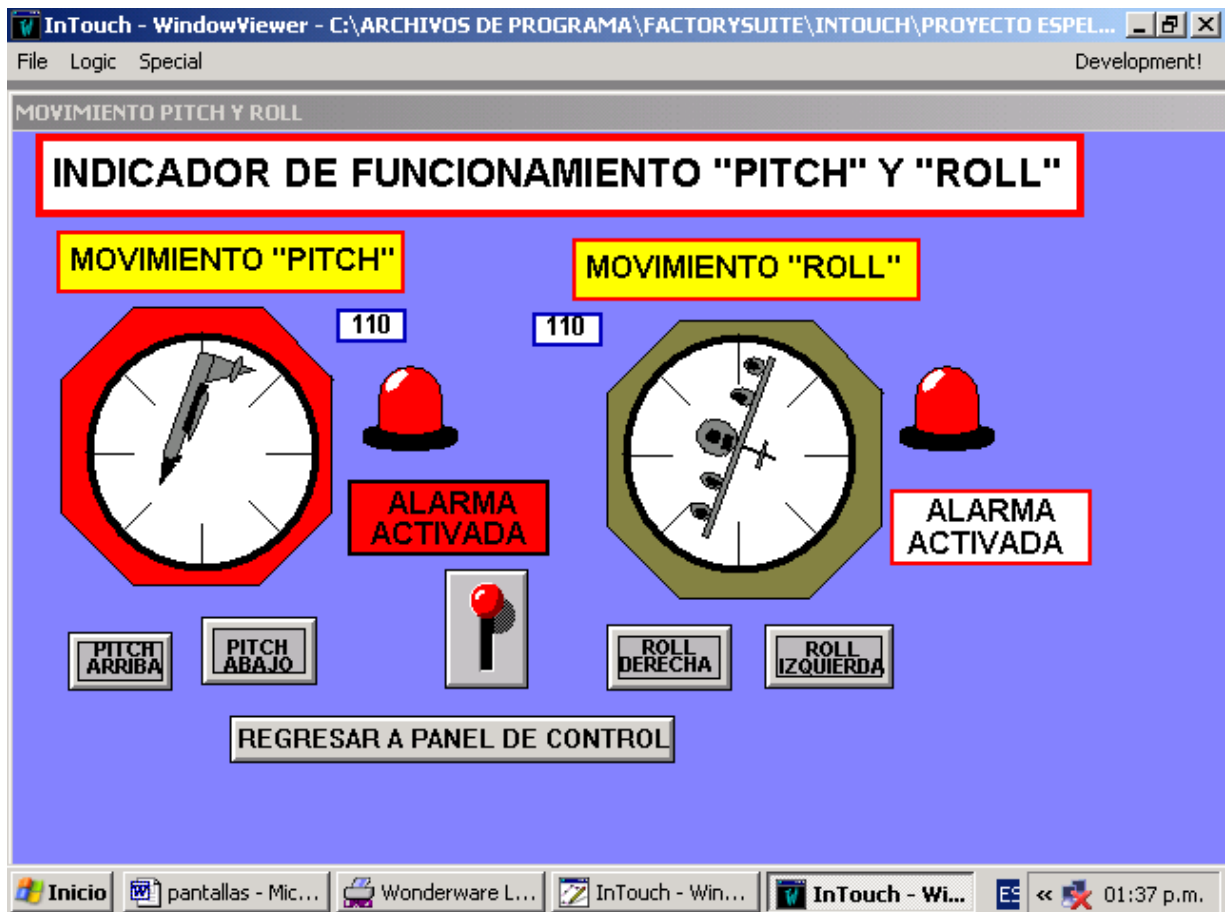 InTouch - WindowViewer - C:\ARCHIVOS DE PROGRAMA\FACTORYSUITE\INTOUCH\PROYECTO ESPEL...
File Logic Special Development!
MOVIMIENTO PITCH Y ROLL
INDICADOR DE FUNCIONAMIENTO "PITCH" Y "ROLL"
MOVIMIENTO "PITCH"
MOVIMIENTO "ROLL"
110
110
ALARMA
ACTIVADA
ALARMA
ACTIVADA
PITCH
ARRIBA
PITCH
ABAJO
ROLL
DERECHA
ROLL
IZQUIERDA
REGRESAR A PANEL DE CONTROL
Inicio pantallas - Mic... Wonderware L... InTouch - Win... InTouch - Wi... ES « 01:37 p.m.